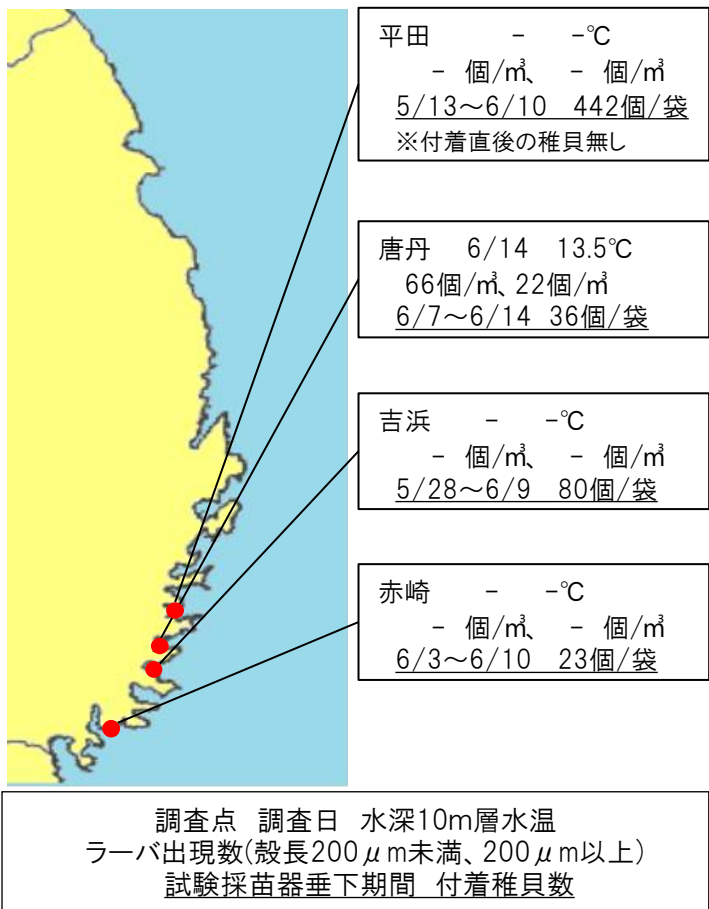 平田　　　-　　-℃
- 個/㎥、　- 個/㎥
5/13～6/10　442個/袋
※付着直後の稚貝無し
唐丹　6/14　13.5℃
66個/㎥、22個/㎥
6/7～6/14　36個/袋
吉浜　　-　　-℃
- 個/㎥、　- 個/㎥
5/28～6/9　80個/袋
赤崎　　-　　-℃
- 個/㎥、　- 個/㎥
6/3～6/10　23個/袋
調査点　調査日　水深10m層水温
ラーバ出現数(殻長200μm未満、200μm以上)
試験採苗器垂下期間　付着稚貝数